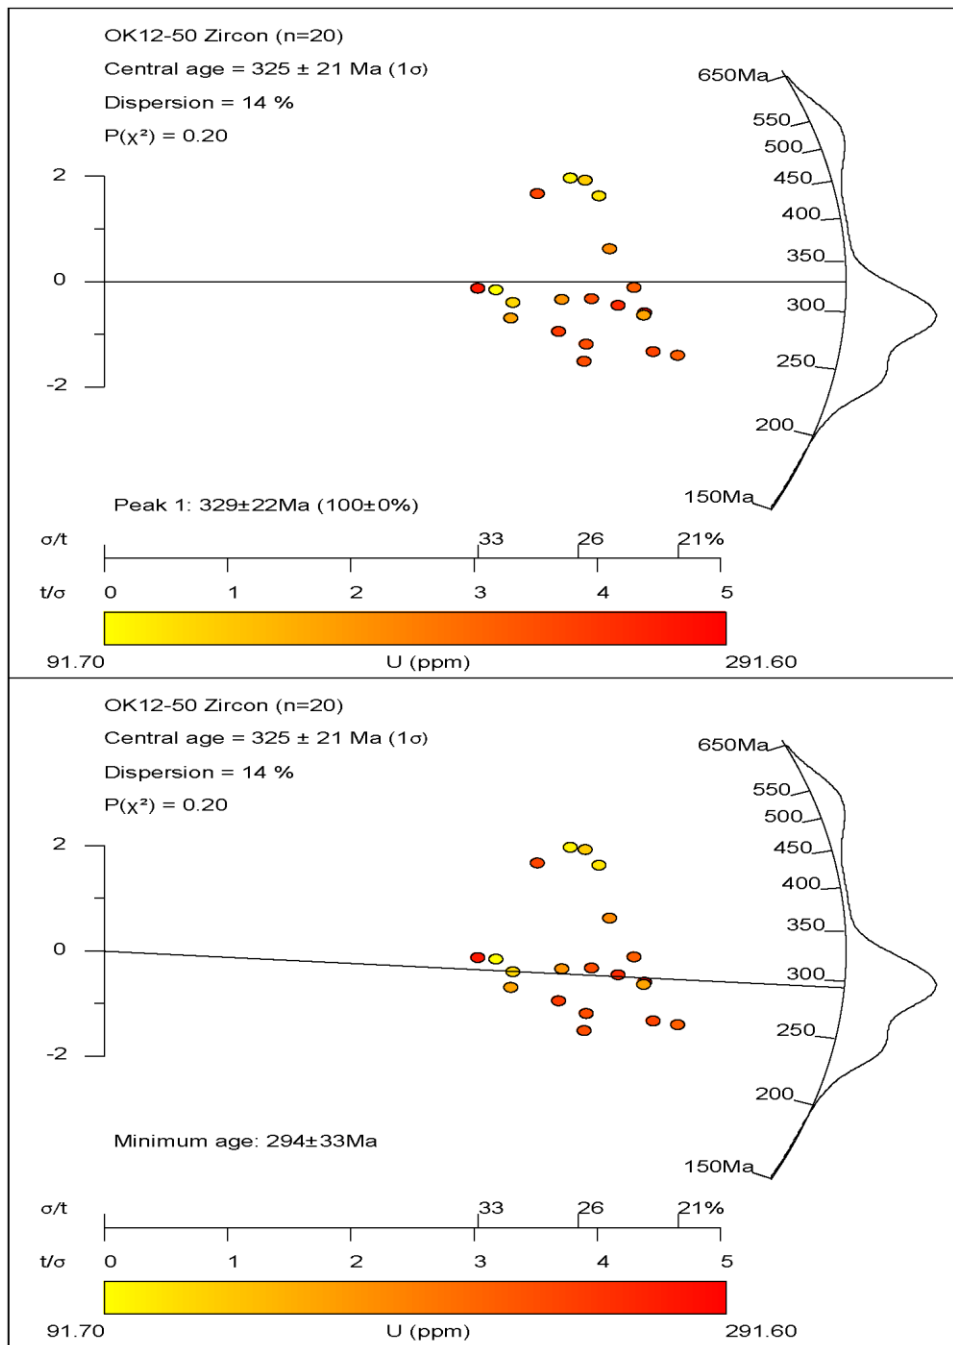 OK12-50 Zircon (n=20)
Central age = 325 ± 21 Ma (1σ)
Dispersion = 14 %
P(χ²) = 0.20
650Ma
550
500
450
400
350
300
250
200
150Ma
2
0
-2
Peak 1: 329±22Ma (100±0%)
σ/t 33 26 21%
t/σ 0 1 2 3 4 5
91.70 U (ppm) 291.60
OK12-50 Zircon (n=20)
Central age = 325 ± 21 Ma (1σ)
Dispersion = 14 %
P(χ²) = 0.20
650Ma
550
500
450
400
350
300
250
200
150Ma
2
0
-2
Minimum age: 294±33Ma
σ/t 33 26 21%
t/σ 0 1 2 3 4 5
91.70 U (ppm) 291.60